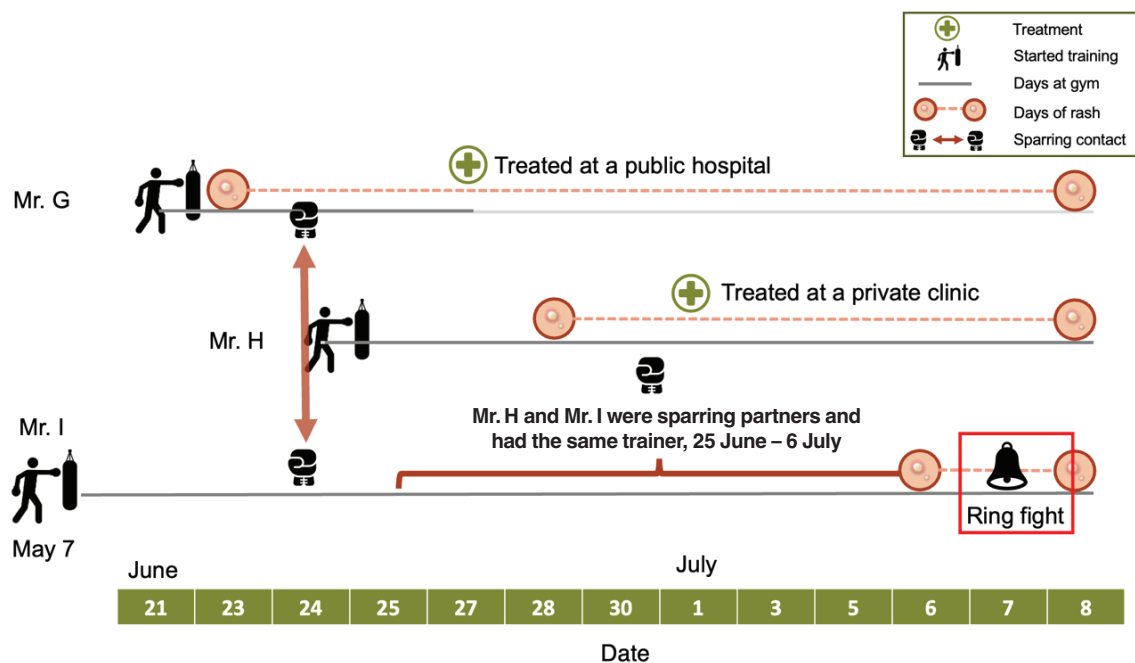 Treatment
Started training
Days at gym
Days of rash
Sparring contact
Treated at a public hospital
Mr. G
Treated at a private clinic
Mr. H
Mr. H and Mr. I were sparring partners and
had the same trainer, 25 June – 6 July
Mr. I
Ring fight
May 7
June
July
21 23 24 25 27 28 30 1 3 5 6 7 8
Date